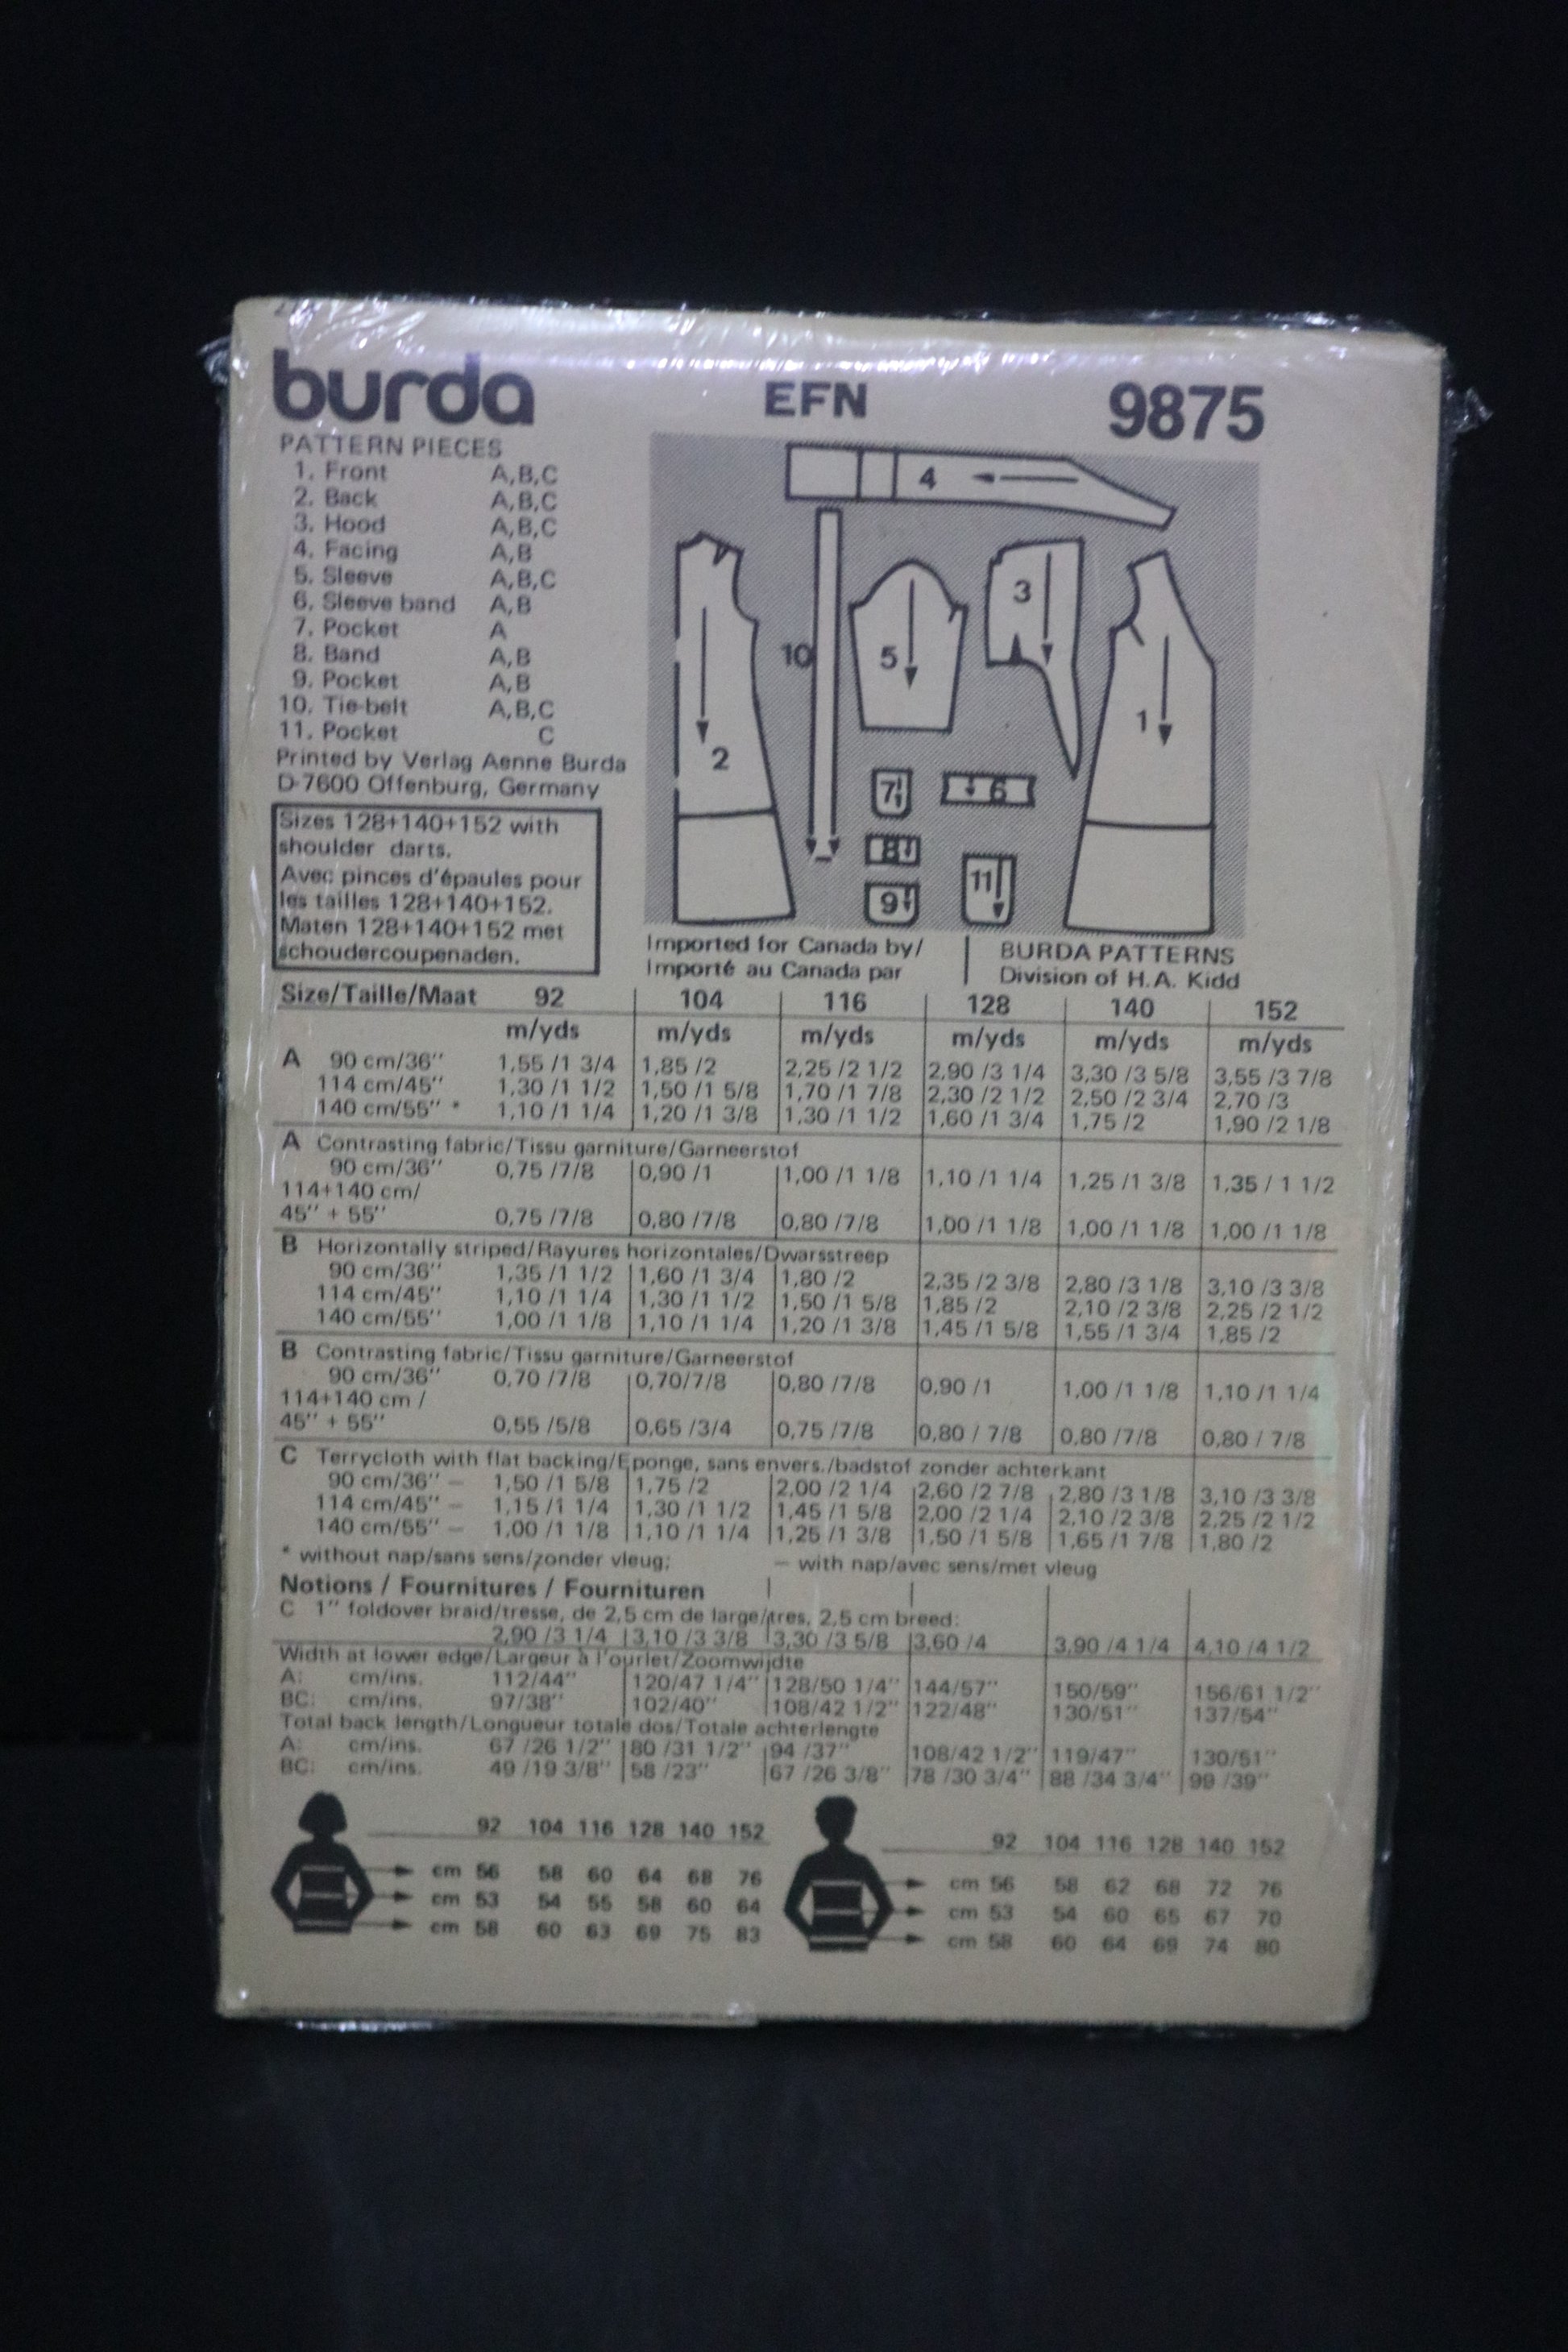 burda EFN 9875
PATTERN PIECES
1. Front A,B,C
2. Back A,B,C
3. Hood A,B,C
4. Facing A,B
5. Sleeve A,B,C
6. Sleeve band A,B
7. Pocket A
8. Band A,B
9. Pocket A,B
10. Tie-belt A,B,C
11. Pocket C
Printed by Verlag Aenne Burda
D-7600 Offenburg, Germany
Sizes 128+140+152 with
shoulder darts.
Avec pinces d'épaules pour
les tailles 128+140+152.
Maten 128+140+152 met
schoudercoupenaden.
4
10
5
3
2
1
7
6
8
9
11
Imported for Canada by/
Importé au Canada par
BURDA PATTERNS
Division of H.A. Kidd
Size/Taille/Maat 92 104 116 128 140 152
m/yds m/yds m/yds m/yds m/yds m/yds
A 90 cm/36" 1,55 /1 3/4 1,85 /2 2,25 /2 1/2 2,90 /3 1/4 3,30 /3 5/8 3,55 /3 7/8
114 cm/45" 1,30 /1 1/2 1,50 /1 5/8 1,70 /1 7/8 2,30 /2 1/2 2,50 /2 3/4 2,70 /3
140 cm/55" * 1,10 /1 1/4 1,20 /1 3/8 1,30 /1 1/2 1,60 /1 3/4 1,75 /2 1,90 /2 1/8
A Contrasting fabric/Tissu garniture/Garneerstof
90 cm/36" 0,75 /7/8 0,90 /1 1,00 /1 1/8 1,10 /1 1/4 1,25 /1 3/8 1,35 / 1 1/2
114+140 cm/
45" + 55" 0,75 /7/8 0,80 /7/8 0,80 /7/8 1,00 /1 1/8 1,00 /1 1/8 1,00 /1 1/8
B Horizontally striped/Rayures horizontales/Dwarsstreep
90 cm/36" 1,35 /1 1/2 1,60 /1 3/4 1,80 /2 2,35 /2 3/8 2,80 /3 1/8 3,10 /3 3/8
114 cm/45" 1,10 /1 1/4 1,30 /1 1/2 1,50 /1 5/8 1,85 /2 2,10 /2 3/8 2,25 /2 1/2
140 cm/55" 1,00 /1 1/8 1,10 /1 1/4 1,20 /1 3/8 1,45 /1 5/8 1,55 /1 3/4 1,85 /2
B Contrasting fabric/Tissu garniture/Garneerstof
90 cm/36" 0,70 /7/8 0,70/7/8 0,80 /7/8 0,90 /1 1,00 /1 1/8 1,10 /1 1/4
114+140 cm /
45" + 55" 0,55 /5/8 0,65 /3/4 0,75 /7/8 0,80 / 7/8 0,80 /7/8 0,80 / 7/8
C Terrycloth with flat backing/Eponge, sans envers./badstof zonder achterkant
90 cm/36" – 1,50 /1 5/8 1,75 /2 2,00 /2 1/4 2,60 /2 7/8 2,80 /3 1/8 3,10 /3 3/8
114 cm/45" – 1,15 /1 1/4 1,30 /1 1/2 1,45 /1 5/8 2,00 /2 1/4 2,10 /2 3/8 2,25 /2 1/2
140 cm/55" – 1,00 /1 1/8 1,10 /1 1/4 1,25 /1 3/8 1,50 /1 5/8 1,65 /1 7/8 1,80 /2
* without nap/sans sens/zonder vleug; – with nap/avec sens/met vleug
Notions / Fournitures / Fournituren
C 1" foldover braid/tresse, de 2,5 cm de large/tres, 2,5 cm breed:
2,90 /3 1/4 3,10 /3 3/8 3,30 /3 5/8 3,60 /4 3,90 /4 1/4 4,10 /4 1/2
Width at lower edge/Largeur à l'ourlet/Zoomwijdte
A: cm/ins. 112/44" 120/47 1/4" 128/50 1/4" 144/57" 150/59" 156/61 1/2"
BC: cm/ins. 97/38" 102/40" 108/42 1/2" 122/48" 130/51" 137/54"
Total back length/Longueur totale dos/Totale achterlengte
A: cm/ins. 67 /26 1/2" 80 /31 1/2" 94 /37" 108/42 1/2" 119/47" 130/51"
BC: cm/ins. 49 /19 3/8" 58 /23" 67 /26 3/8" 78 /30 3/4" 88 /34 3/4" 99 /39"
92 104 116 128 140 152
cm 56 58 60 64 68 76
cm 53 54 55 58 60 64
cm 58 60 63 69 75 83
92 104 116 128 140 152
cm 56 58 62 68 72 76
cm 53 54 60 65 67 70
cm 58 60 64 69 74 80